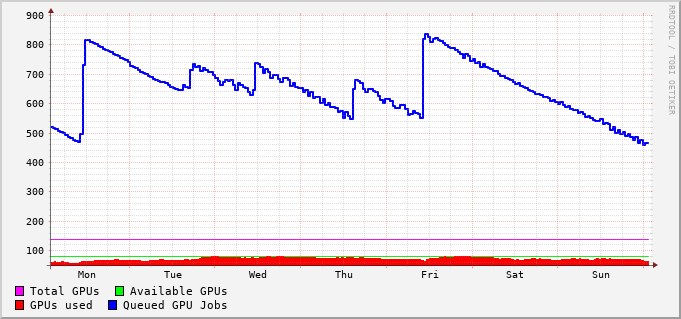 RRDTOOL / TOBI OETIKER
900
800
700
600
500
400
300
200
100
Mon Tue Wed Thu Fri Sat Sun
Total GPUs Available GPUs
GPUs used Queued GPU Jobs